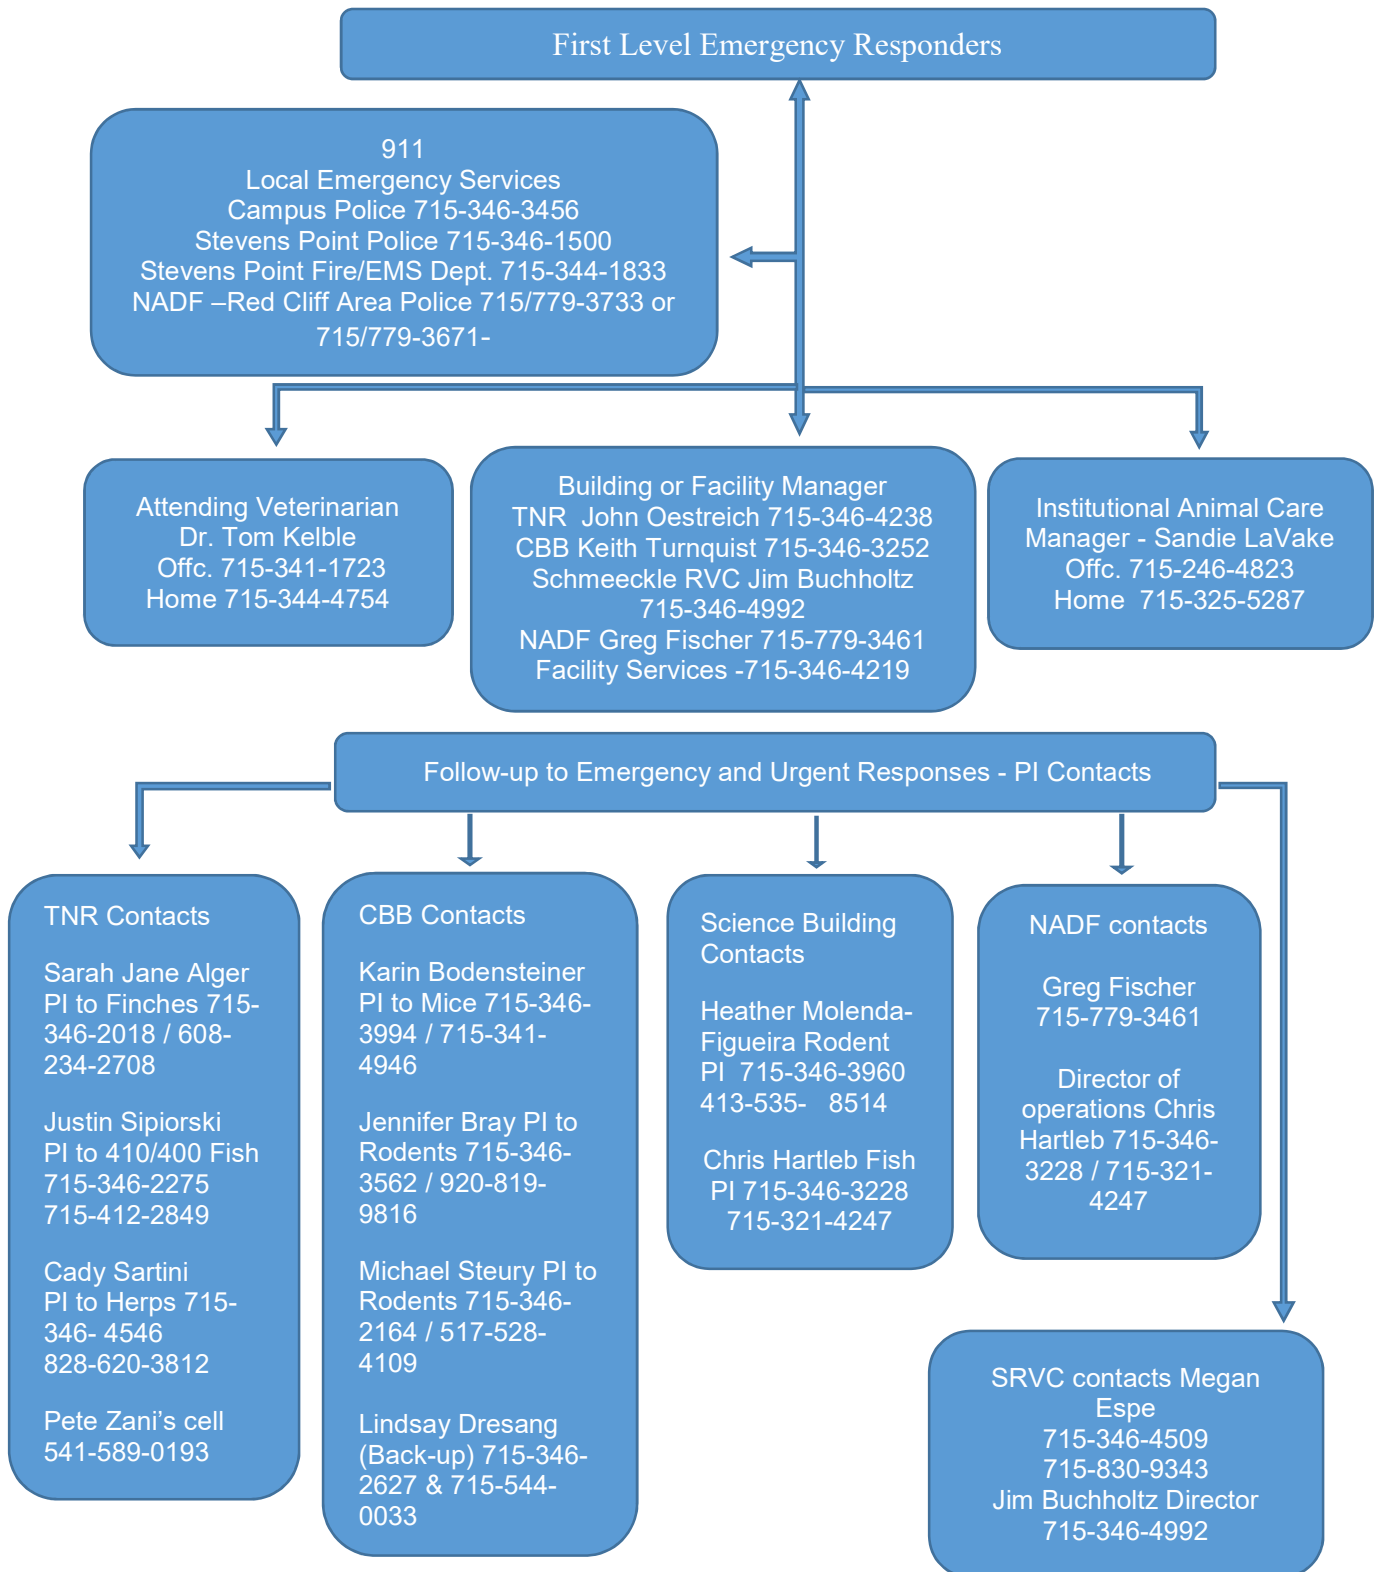 First Level Emergency Responders
911
Local Emergency Services
Campus Police 715-346-3456
Stevens Point Police 715-346-1500
Stevens Point Fire/EMS Dept. 715-344-1833
NADF –Red Cliff Area Police 715/779-3733 or
715/779-3671-
Attending Veterinarian
Dr. Tom Kelble
Offc. 715-341-1723
Home 715-344-4754
Building or Facility Manager
TNR  John Oestreich 715-346-4238
CBB Keith Turnquist 715-346-3252
Schmeeckle RVC Jim Buchholtz
715-346-4992
NADF Greg Fischer 715-779-3461
Facility Services -715-346-4219
Institutional Animal Care
Manager - Sandie LaVake
Offc. 715-246-4823
Home  715-325-5287
Follow-up to Emergency and Urgent Responses - PI Contacts
TNR Contacts
Sarah Jane Alger
PI to Finches 715-
346-2018 / 608-
234-2708
Justin Sipiorski
PI to 410/400 Fish
715-346-2275
715-412-2849
Cady Sartini
PI to Herps 715-
346- 4546
828-620-3812
Pete Zani’s cell
541-589-0193
CBB Contacts
Karin Bodensteiner
PI to Mice 715-346-
3994 / 715-341-
4946
Jennifer Bray PI to
Rodents 715-346-
3562 / 920-819-
9816
Michael Steury PI to
Rodents 715-346-
2164 / 517-528-
4109
Lindsay Dresang
(Back-up) 715-346-
2627 & 715-544-
0033
Science Building
Contacts
Heather Molenda-
Figueira Rodent
PI  715-346-3960
413-535-   8514
Chris Hartleb Fish
PI 715-346-3228
715-321-4247
NADF contacts
Greg Fischer
715-779-3461
Director of
operations Chris
Hartleb 715-346-
3228 / 715-321-
4247
SRVC contacts Megan
Espe
715-346-4509
715-830-9343
Jim Buchholtz Director
715-346-4992